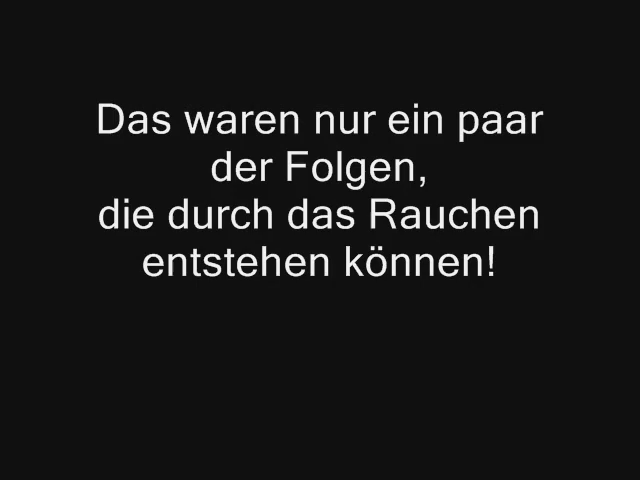 Das waren nur ein paar
der Folgen,
die durch das Rauchen
entstehen können!